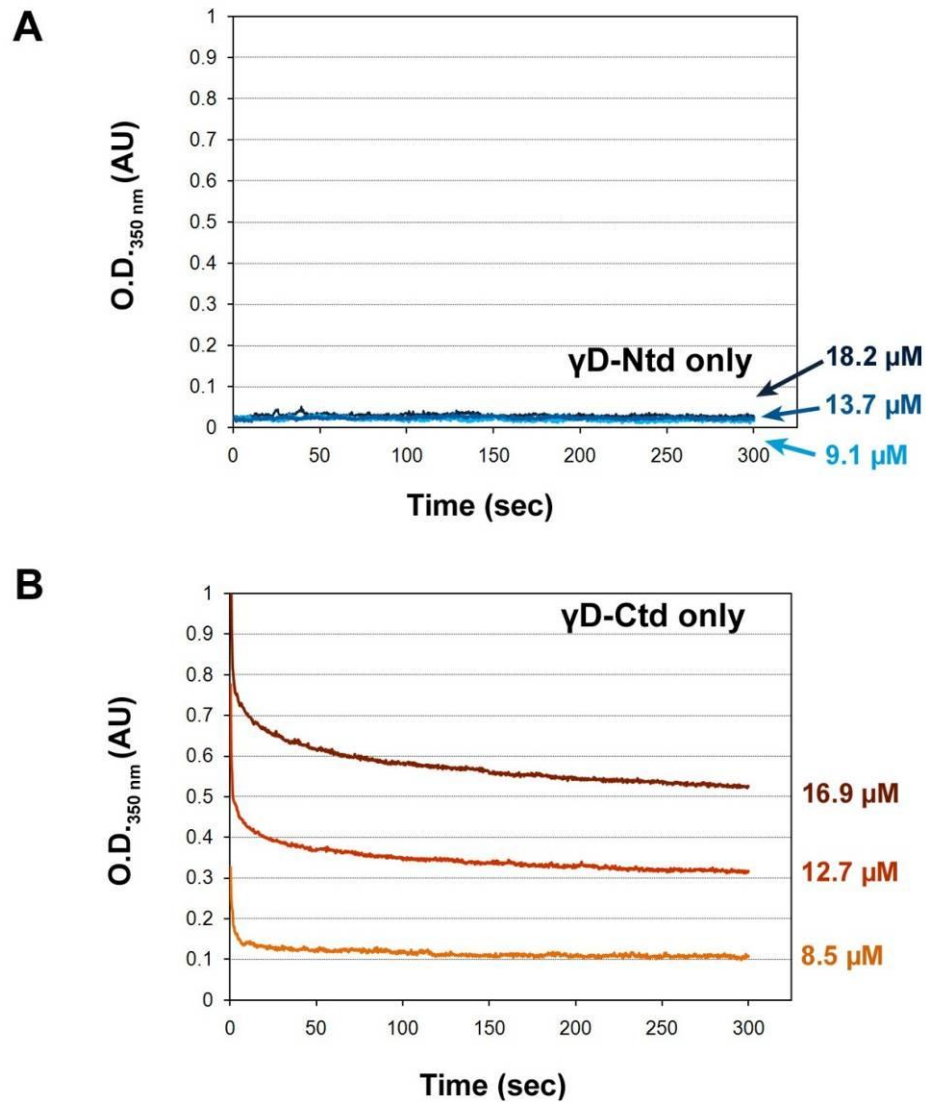 A
1
0.9
0.8
0.7
0.6
0.5
0.4
0.3
0.2
0.1
0
O.D.350 nm (AU)
γD-Ntd only
18.2 µM
13.7 µM
9.1 µM
0 50 100 150 200 250 300
Time (sec)
B
1
0.9
0.8
0.7
0.6
0.5
0.4
0.3
0.2
0.1
0
O.D.350 nm (AU)
γD-Ctd only
16.9 µM
12.7 µM
8.5 µM
0 50 100 150 200 250 300
Time (sec)